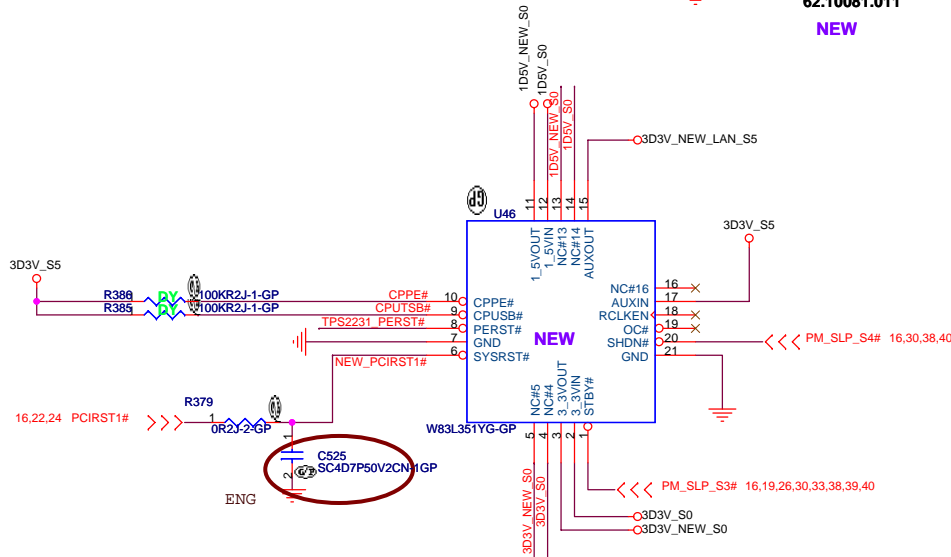 62.10081.011
NEW
1D5V_NEW_S0
1D5V_S0
1D5V_NEW_S0
1D5V_S0
3D3V_NEW_LAN_S5
11
12
13
14
15
U46
1_5VOUT
1_5VIN
NC#13
NC#14
AUXOUT
3D3V_S5
3D3V_S5
R386
DY
100KR2J-1-GP
CPPE#
10
CPPE#
R385
1
DY
100KR2J-1-GP
CPUTSB#
9
CPUSB#
TPS2231_PERST#
8
PERST#
7
GND
NEW_PCIRST1#
6
SYSRST#
NEW
NC#16
16
AUXIN
17
RCLKEN
18
OC#
19
SHDN#
20
GND
21
PM_SLP_S4# 16,30,38,40
NC#5
NC#4
3_3VOUT
3_3VIN
STBY#
W83L351YG-GP
5
4
3
2
1
R379
16,22,24 PCIRST1#
1
0R2J-2-GP
1
C525
SC4D7P50V2CN-1GP
2
ENG
3D3V_NEW_S0
3D3V_S0
PM_SLP_S3# 16,19,26,30,33,38,39,40
3D3V_S0
3D3V_NEW_S0